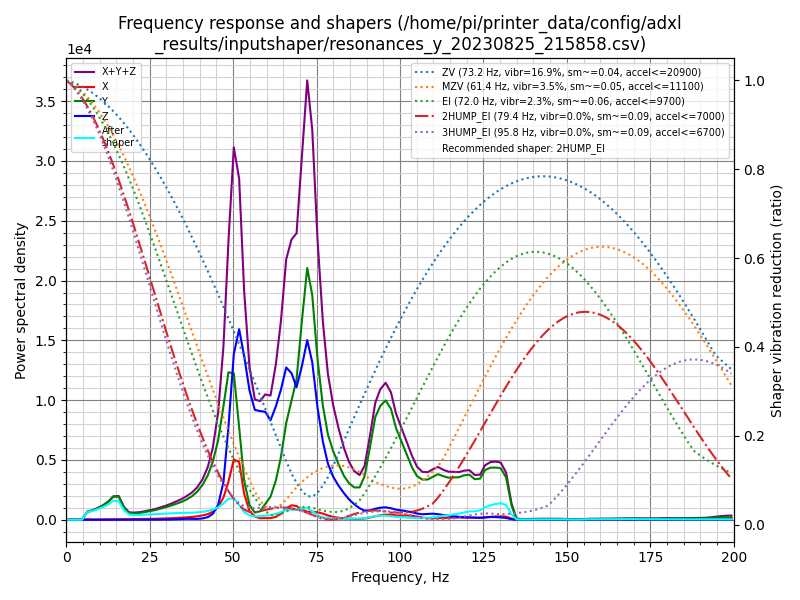 Frequency response and shapers (/home/pi/printer_data/config/adxl
_results/inputshaper/resonances_y_20230825_215858.csv)
1e4
X+Y+Z
X
Y
Z
After
shaper
ZV (73.2 Hz, vibr=16.9%, sm~=0.04, accel<=20900)
MZV (61.4 Hz, vibr=3.5%, sm~=0.05, accel<=11100)
EI (72.0 Hz, vibr=2.3%, sm~=0.06, accel<=9700)
2HUMP_EI (79.4 Hz, vibr=0.0%, sm~=0.09, accel<=7000)
3HUMP_EI (95.8 Hz, vibr=0.0%, sm~=0.09, accel<=6700)
Recommended shaper: 2HUMP_EI
Power spectral density
3.5
3.0
2.5
2.0
1.5
1.0
0.5
0.0
1.0
0.8
0.6
0.4
0.2
0.0
Shaper vibration reduction (ratio)
0 25 50 75 100 125 150 175 200
Frequency, Hz